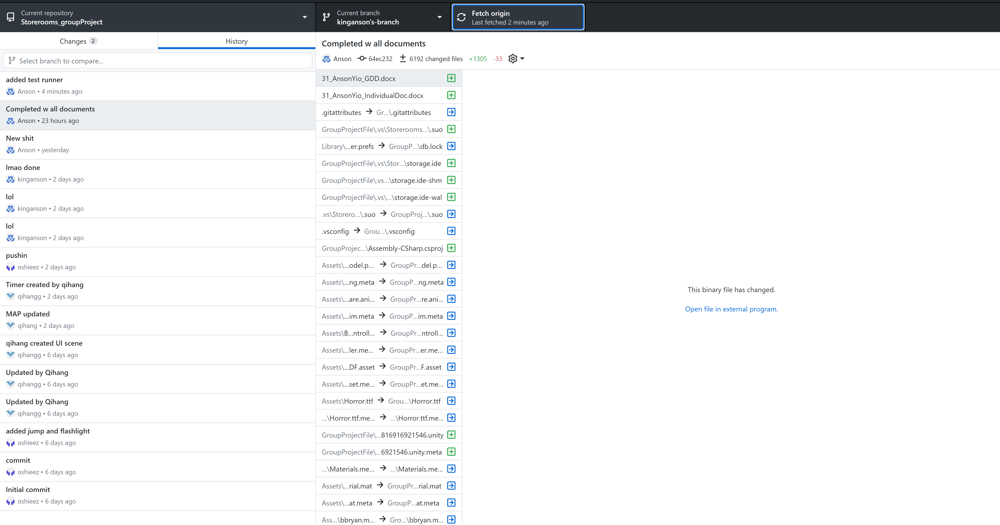 Current repository
Storerooms_groupProject
Current branch
kinganson's-branch
Fetch origin
Last fetched 2 minutes ago
Changes 2
History
Select branch to compare...
added test runner
Anson • 4 minutes ago
Completed w all documents
Anson • 23 hours ago
New shit
Anson • yesterday
lmao done
kinganson • 2 days ago
lol
kinganson • 2 days ago
lol
kinganson • 2 days ago
pushin
oshieez • 2 days ago
Timer created by qihang
qihangg • 2 days ago
MAP updated
qihang • 2 days ago
qihang created UI scene
qihangg • 6 days ago
Updated by Qihang
qihangg • 6 days ago
Updated by Qihang
qihangg • 6 days ago
added jump and flashlight
oshieez • 6 days ago
commit
oshieez • 6 days ago
Initial commit
oshieez • 6 days ago
Completed w all documents
Anson 64ec232 6192 changed files +1305 -33
31_AnsonYio_GDD.docx
31_AnsonYio_IndividualDoc.docx
.gitattributes → Gr...\.gitattributes
GroupProjectFile\.vs\Storerooms...\.suo
Library\...er.prefs → GroupP...\db.lock
GroupProjectFile\.vs\Stor...\storage.ide
GroupProjectFile\.vs...\storage.ide-shm
GroupProjectFile\.vs\...\storage.ide-wal
.vs\Storero...\.suo → GroupProj...\.suo
.vsconfig → Grou...\.vsconfig
GroupProjec...\Assembly-CSharp.csproj
Assets\...odel.p... → GroupPr...del.p...
Assets\...ng.meta → GroupP...ng.meta
Assets\...are.ani... → GroupPr...re.ani...
Assets\...im.meta → GroupP...im.meta
Assets\B...ntroll... → GroupPr...ntroll...
Assets\...ler.me... → GroupPr...er.me...
Assets\...DF.asset → GroupPr...F.asset
Assets\...set.me... → GroupPr...et.me...
Assets\Horror.ttf → Grou...\Horror.ttf
...\Horror.ttf.me... → ...\Horror.ttf.me...
GroupProjectFile\...816916921546.unity
GroupProjectFile\...6921546.unity.meta
...\Materials.me... → ...\Materials.me...
Assets\...rial.mat → GroupPr...rial.mat
Assets\...at.meta → GroupP...at.meta
Ass...\bbryan.m... → Gro...\bbryan.m...
This binary file has changed.
Open file in external program.